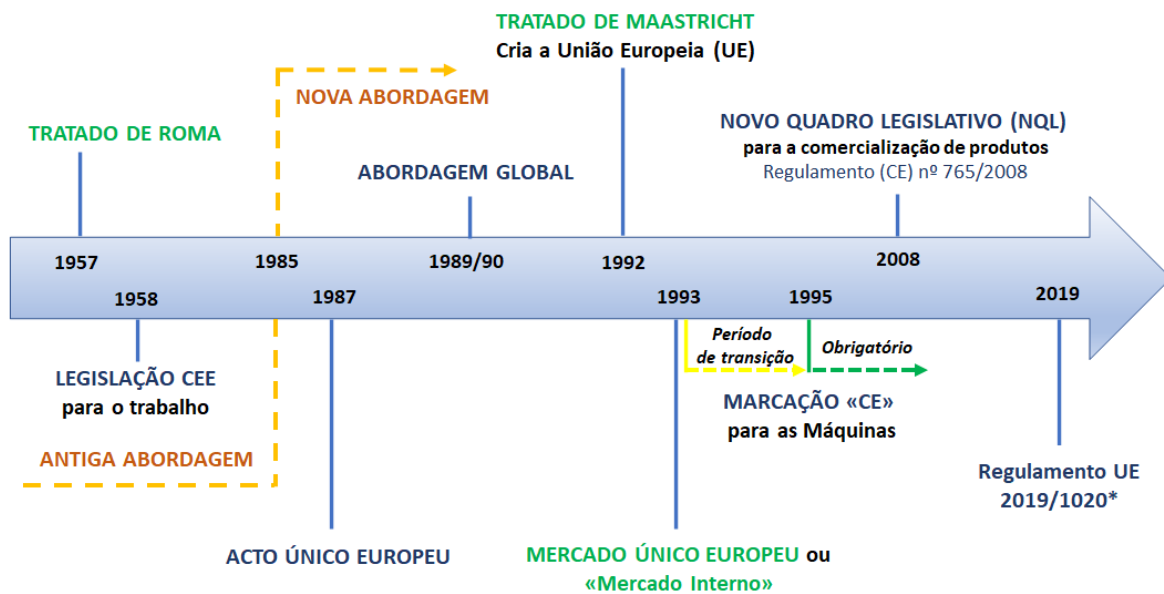 TRATADO DE MAASTRICHT
Cria a União Europeia (UE)
NOVA ABORDAGEM
TRATADO DE ROMA
NOVO QUADRO LEGISLATIVO (NQL)
para a comercialização de produtos
Regulamento (CE) nº 765/2008
ABORDAGEM GLOBAL
1957
1985
1989/90
1992
2008
1958
1987
1993
1995
2019
Período
de transição
Obrigatório
LEGISLAÇÃO CEE
para o trabalho
MARCAÇÃO «CE»
para as Máquinas
ANTIGA ABORDAGEM
Regulamento UE
2019/1020*
ACTO ÚNICO EUROPEU
MERCADO ÚNICO EUROPEU ou
«Mercado Interno»